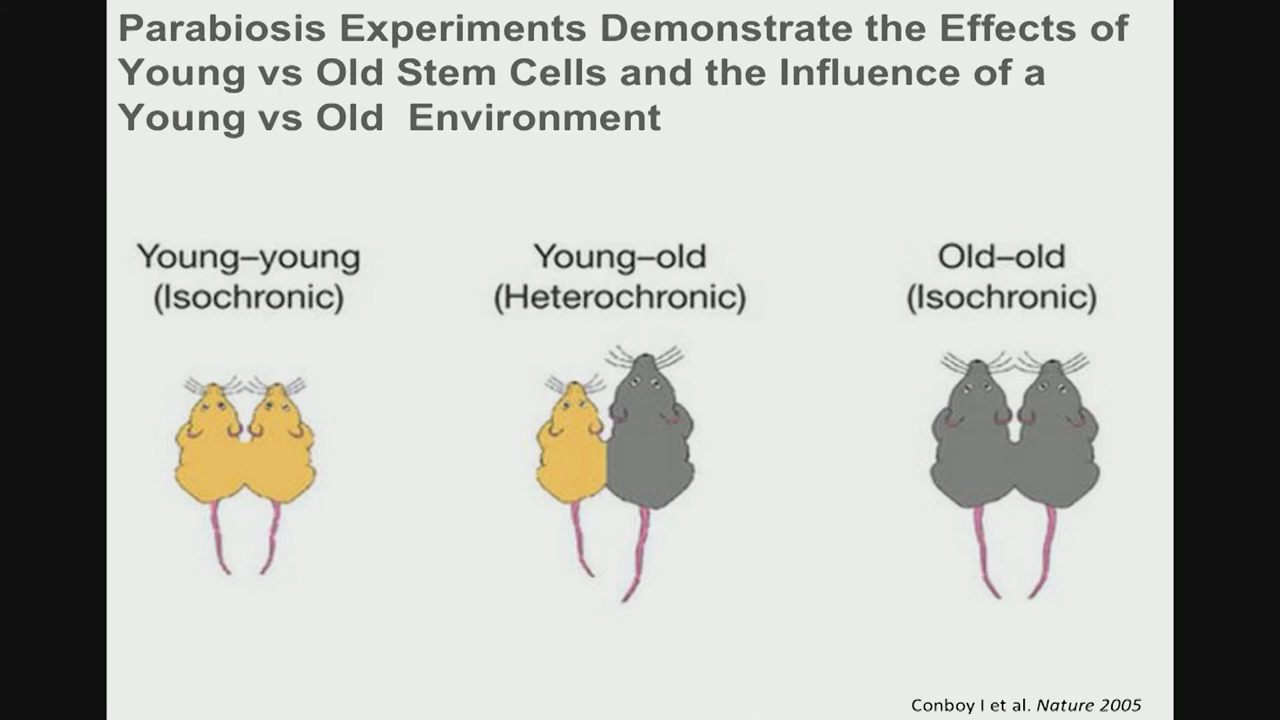 Parabiosis Experiments Demonstrate the Effects of
Young vs Old Stem Cells and the Influence of a
Young vs Old Environment
Young–young
(Isochronic)
Young–old
(Heterochronic)
Old–old
(Isochronic)
Conboy I et al. Nature 2005